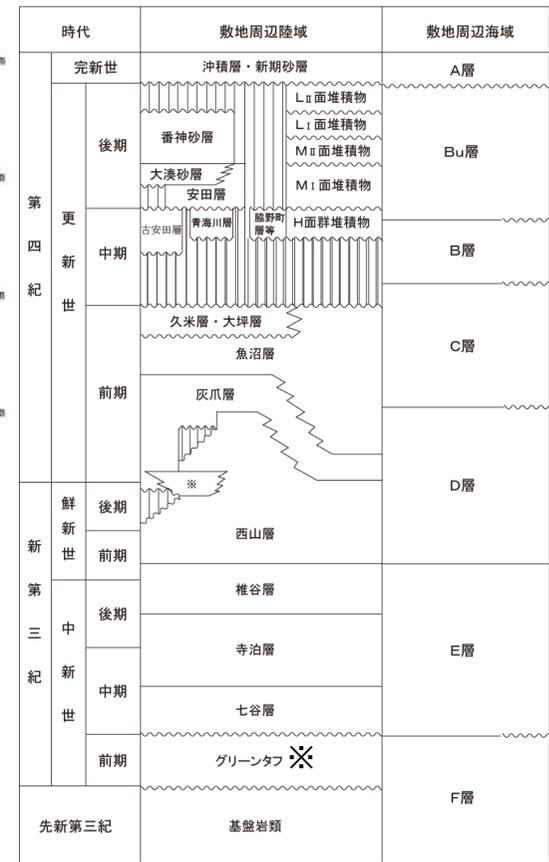 時代 敷地周辺陸域 敷地周辺海域
第四紀
完新世 沖積層・新期砂層 A層
更新世
後期
LⅡ面堆積物
LⅠ面堆積物
番神砂層
MⅡ面堆積物
Bu層
大湊砂層
MⅠ面堆積物
安田層
中期
古安田層 青海川層 脇野町層等 H面群堆積物
B層
前期
久米層・大坪層
魚沼層
C層
灰爪層
※
D層
新第三紀
鮮新世
後期
前期
西山層
中新世
後期
椎谷層
寺泊層
E層
中期
七谷層
前期
グリーンタフ ※
F層
先新第三紀 基盤岩類